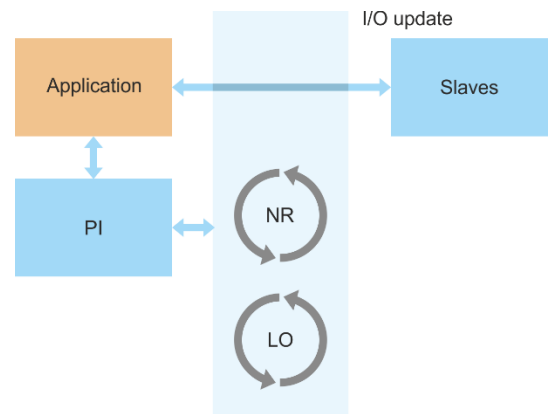 I/O update
Application
Slaves
PI
NR
LO